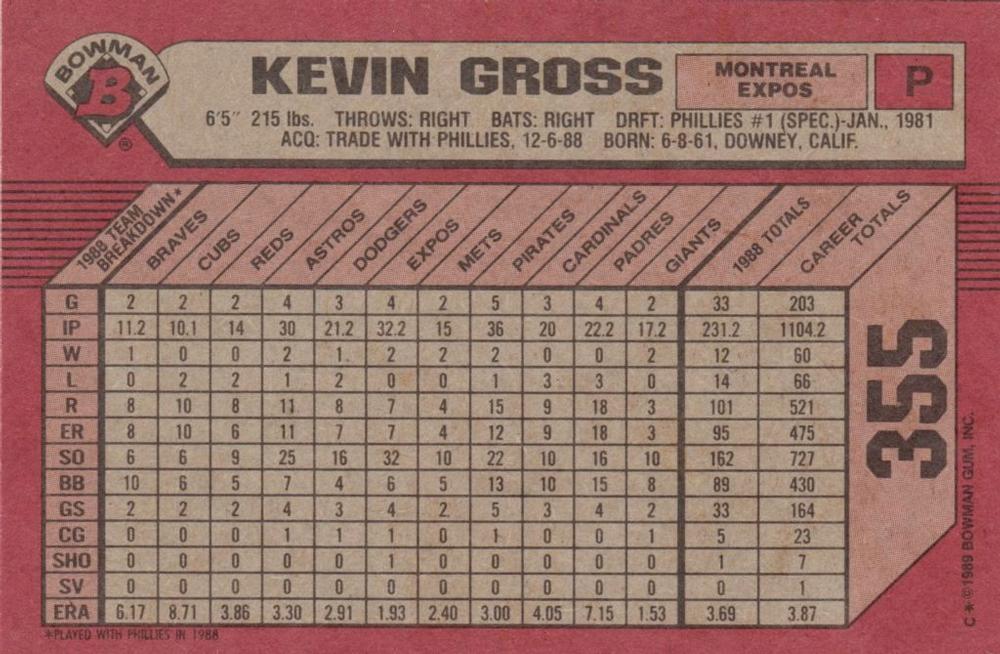 BOWMAN
B
®
KEVIN GROSS
MONTREAL EXPOS
P
6'5" 215 lbs. THROWS: RIGHT BATS: RIGHT DRFT: PHILLIES #1 (SPEC.)-JAN., 1981
ACQ: TRADE WITH PHILLIES, 12-6-88 BORN: 6-8-61, DOWNEY, CALIF.
1988 TEAM BREAKDOWN* BRAVES CUBS REDS ASTROS DODGERS EXPOS METS PIRATES CARDINALS PADRES GIANTS 1988 TOTALS CAREER TOTALS
G 2 2 2 4 3 4 2 5 3 4 2 33 203
IP 11.2 10.1 14 30 21.2 32.2 15 36 20 22.2 17.2 231.2 1104.2
W 1 0 0 2 1 2 2 2 0 0 2 12 60
L 0 2 2 1 2 0 0 1 3 3 0 14 66
R 8 10 8 11 8 7 4 15 9 18 3 101 521
ER 8 10 6 11 7 7 4 12 9 18 3 95 475
SO 6 6 9 25 16 32 10 22 10 16 10 162 727
BB 10 6 5 7 4 6 5 13 10 15 8 89 430
GS 2 2 2 4 3 4 2 5 3 4 2 33 164
CG 0 0 0 1 1 1 0 1 0 0 1 5 23
SHO 0 0 0 0 0 1 0 0 0 0 0 1 7
SV 0 0 0 0 0 0 0 0 0 0 0 0 1
ERA 6.17 8.71 3.86 3.30 2.91 1.93 2.40 3.00 4.05 7.15 1.53 3.69 3.87
*PLAYED WITH PHILLIES IN 1988
355
C*©1989 BOWMAN GUM, INC.